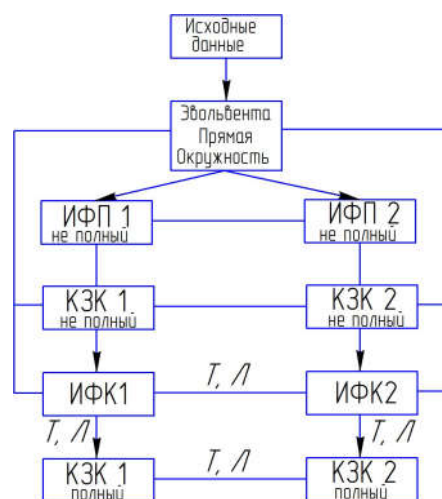 Исходные
данные
Эвольвента
Прямая
Окружность
ИФП 1
не полный
ИФП 2
не полный
КЗК 1
не полный
КЗК 2
не полный
ИФК1
Т, Л
ИФК2
Т, Л
Т, Л
КЗК 1
полный
Т, Л
КЗК 2
полный